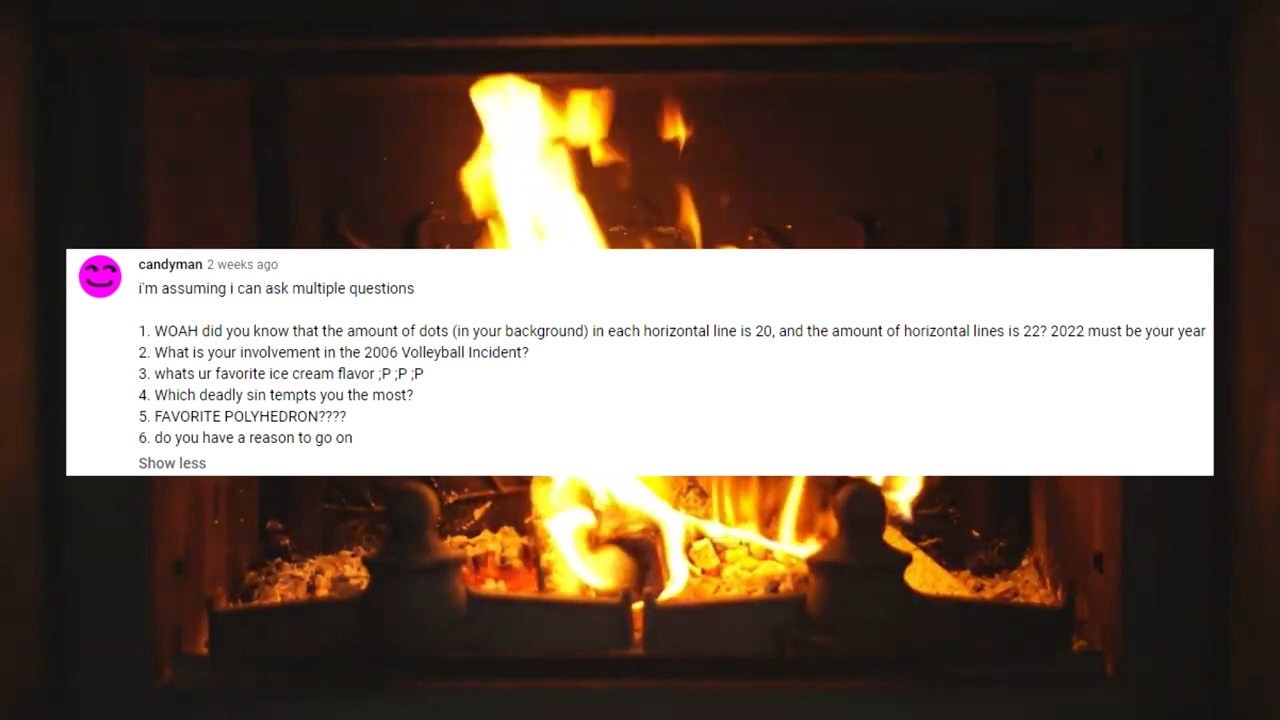 candyman 2 weeks ago
i'm assuming i can ask multiple questions
1. WOAH did you know that the amount of dots (in your background) in each horizontal line is 20, and the amount of horizontal lines is 22? 2022 must be your year
2. What is your involvement in the 2006 Volleyball Incident?
3. whats ur favorite ice cream flavor ;P ;P ;P
4. Which deadly sin tempts you the most?
5. FAVORITE POLYHEDRON????
6. do you have a reason to go on
Show less